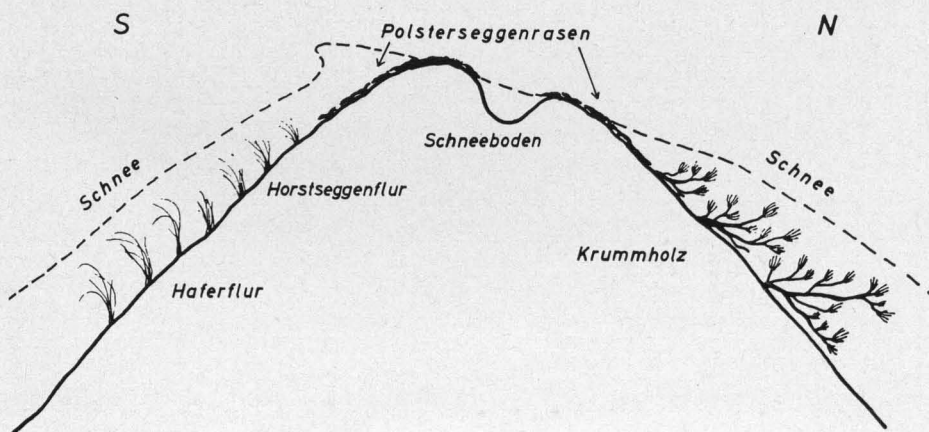 S
N
Polsterseggenrasen
Schneeboden
Schnee
Schnee
Horstseggenflur
Krummholz
Haferflur